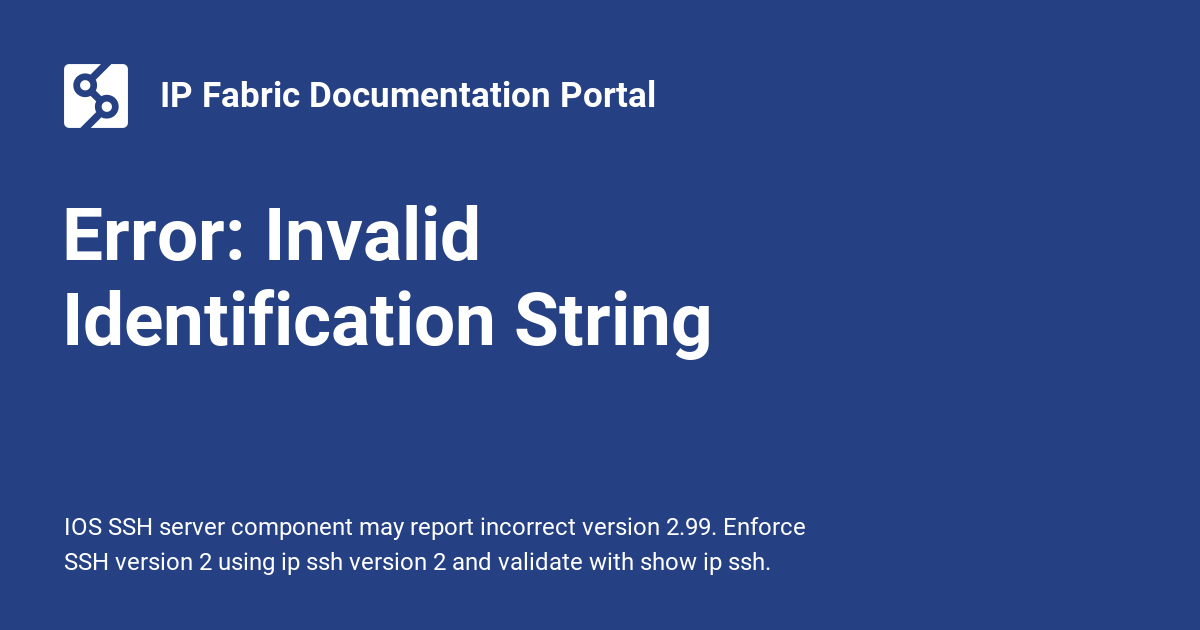 IP Fabric Documentation Portal
Error: Invalid
Identification String
IOS SSH server component may report incorrect version 2.99. Enforce
SSH version 2 using ip ssh version 2 and validate with show ip ssh.